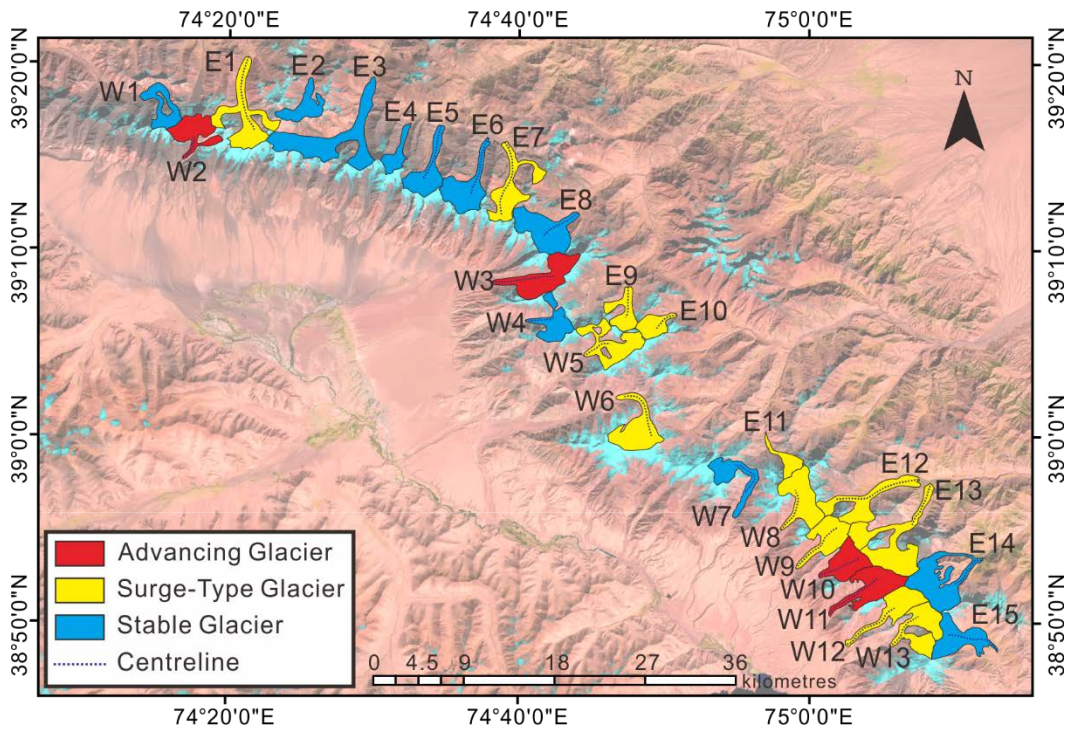 74°20'0"E 74°40'0"E 75°0'0"E
39°20'0"N
39°20'0"N
N
E1
E2
E3
W1
E4
E5
E6
E7
W2
E8
39°10'0"N
39°10'0"N
W3
E9
W4
E10
W5
W6
39°0'0"N
39°0'0"N
E11
E12
E13
W7
W8
W9
E14
W10
W11
E15
38°50'0"N
38°50'0"N
W12
W13
Advancing Glacier
Surge-Type Glacier
Stable Glacier
Centreline
0 4.5 9 18 27 36
kilometres
74°20'0"E 74°40'0"E 75°0'0"E